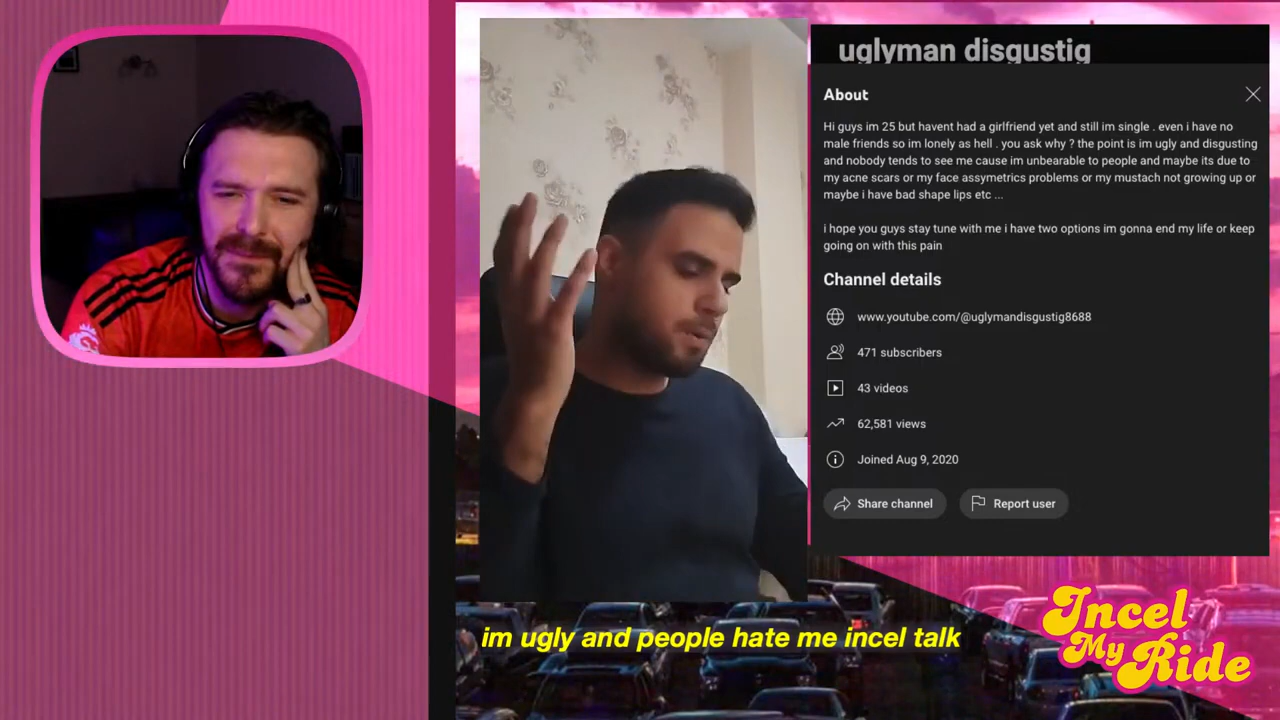 uglyman disgustig
About
Hi guys im 25 but havent had a girlfriend yet and still im single . even i have no
male friends so im lonely as hell . you ask why ? the point is im ugly and disgusting
and nobody tends to see me cause im unbearable to people and maybe its due to
my acne scars or my face assymetrics problems or my mustach not growing up or
maybe i have bad shape lips etc ...
i hope you guys stay tune with me i have two options im gonna end my life or keep
going on with this pain
Channel details
www.youtube.com/@uglymandisgustig8688
471 subscribers
43 videos
62,581 views
Joined Aug 9, 2020
Share channel
Report user
im ugly and people hate me incel talk
Incel
My
Ride